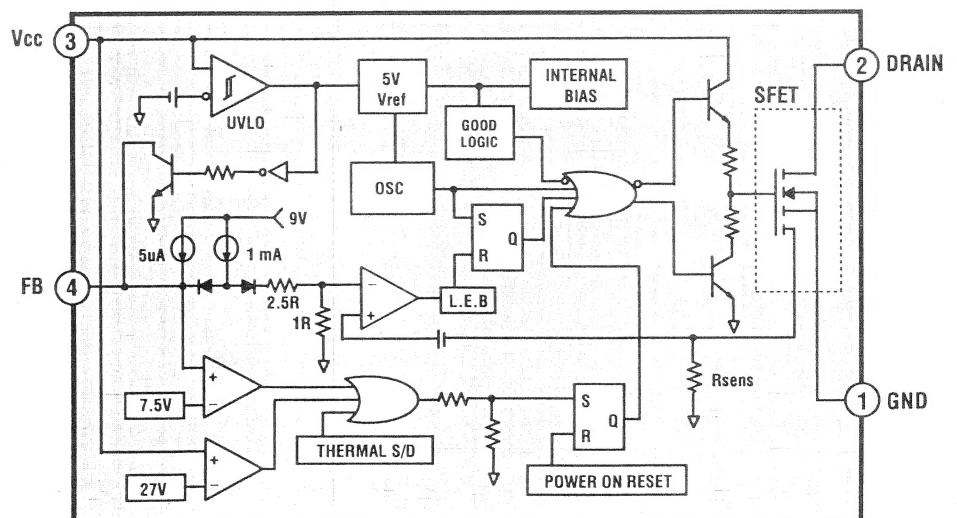 Vcc 3
5V
Vref
INTERNAL
BIAS
2 DRAIN
SFET
UVLO
GOOD
LOGIC
OSC
S
R
Q
9V
5uA
1 mA
FB 4
2.5R
1R
−
+
L.E.B
Rsens
+
−
7.5V
THERMAL S/D
S
R
Q
1 GND
+
−
27V
POWER ON RESET